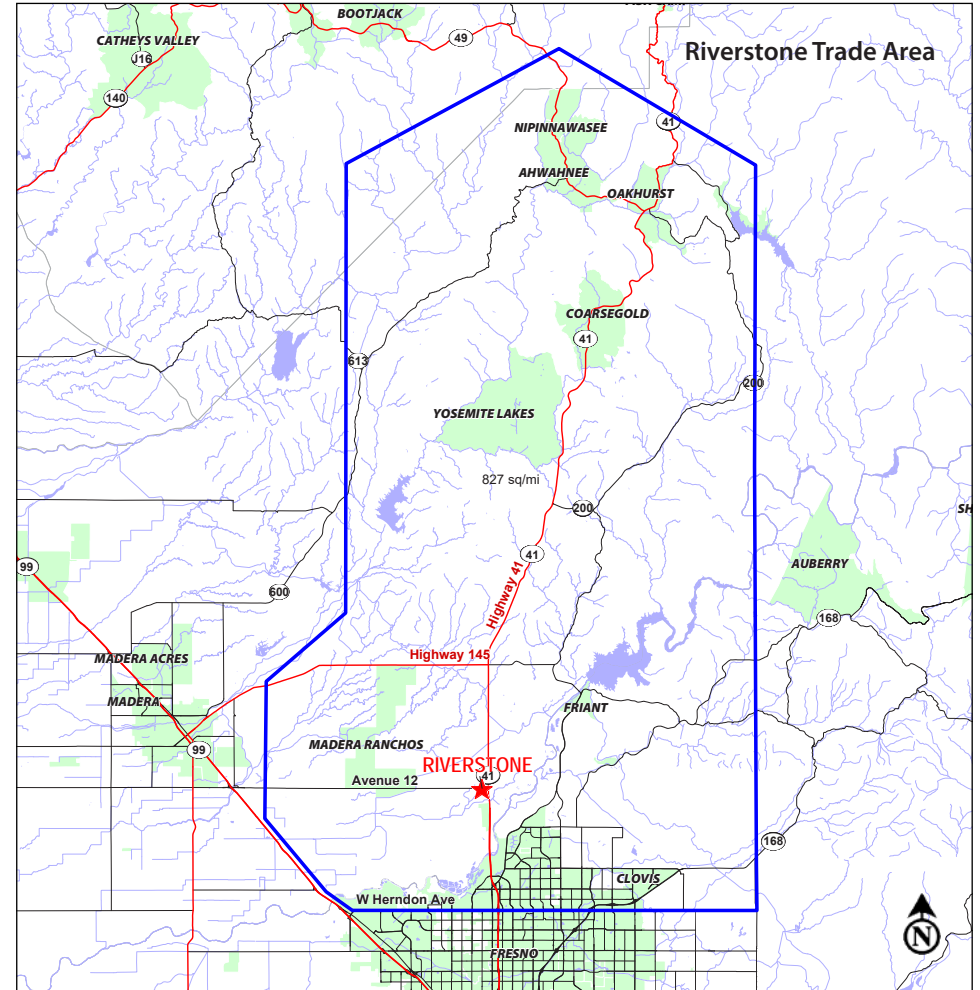 BOOTJACK
49
CATHEYS VALLEY
J16
Riverstone Trade Area
140
41
NIPINNAWASEE
AHWAHNEE
OAKHURST
COARSEGOLD
41
613
200
YOSEMITE LAKES
827 sq/mi
200
SH
41
99
AUBERRY
600
Highway 41
168
Highway 145
MADERA ACRES
MADERA
FRIANT
MADERA RANCHOS
99
RIVERSTONE
41
Avenue 12
168
CLOVIS
W Herndon Ave
N
FRESNO